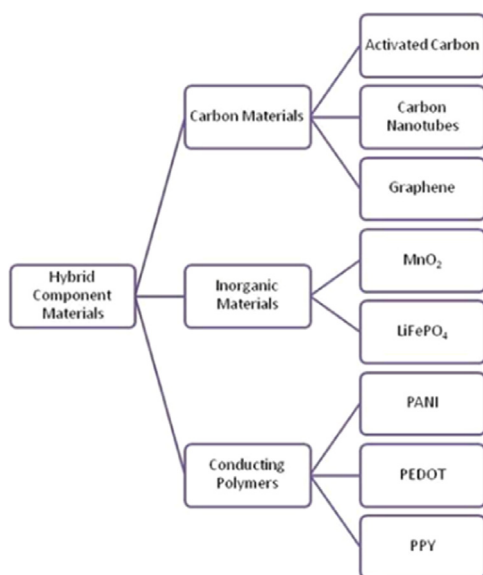 Activated Carbon
Carbon Materials
Carbon
Nanotubes
Graphene
Hybrid
Component
Materials
Inorganic
Materials
MnO₂
LiFePO₄
Conducting
Polymers
PANI
PEDOT
PPY